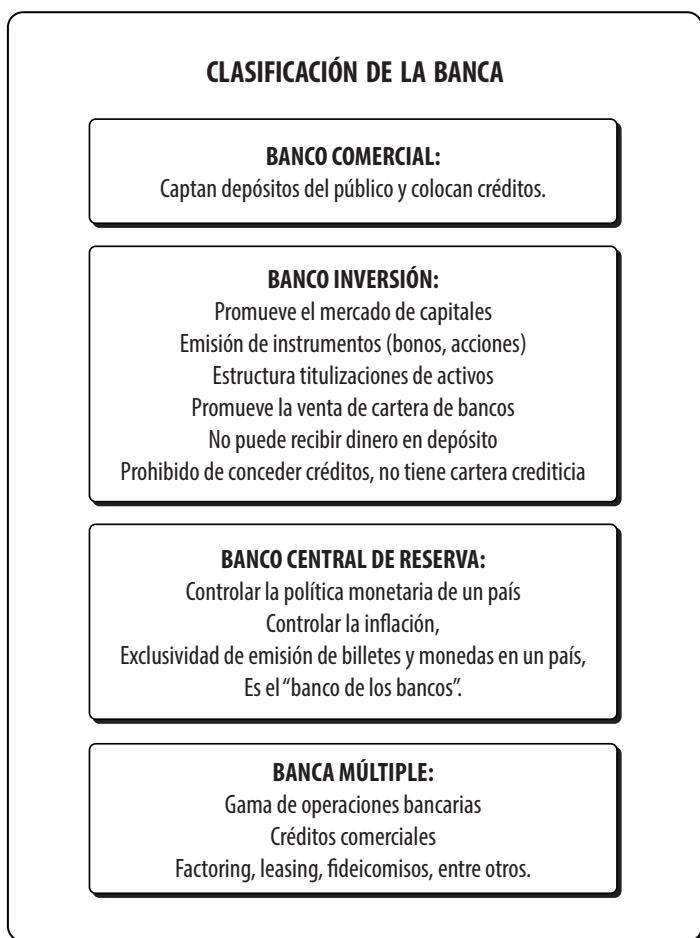 CLASIFICACIÓN DE LA BANCA
BANCO COMERCIAL:
Captan depósitos del público y colocan créditos.
BANCO INVERSIÓN:
Promueve el mercado de capitales
Emisión de instrumentos (bonos, acciones)
Estructura titulizaciones de activos
Promueve la venta de cartera de bancos
No puede recibir dinero en depósito
Prohibido de conceder créditos, no tiene cartera crediticia
BANCO CENTRAL DE RESERVA:
Controlar la política monetaria de un país
Controlar la inflación,
Exclusividad de emisión de billetes y monedas en un país,
Es el “banco de los bancos”.
BANCA MÚLTIPLE:
Gama de operaciones bancarias
Créditos comerciales
Factoring, leasing, fideicomisos, entre otros.